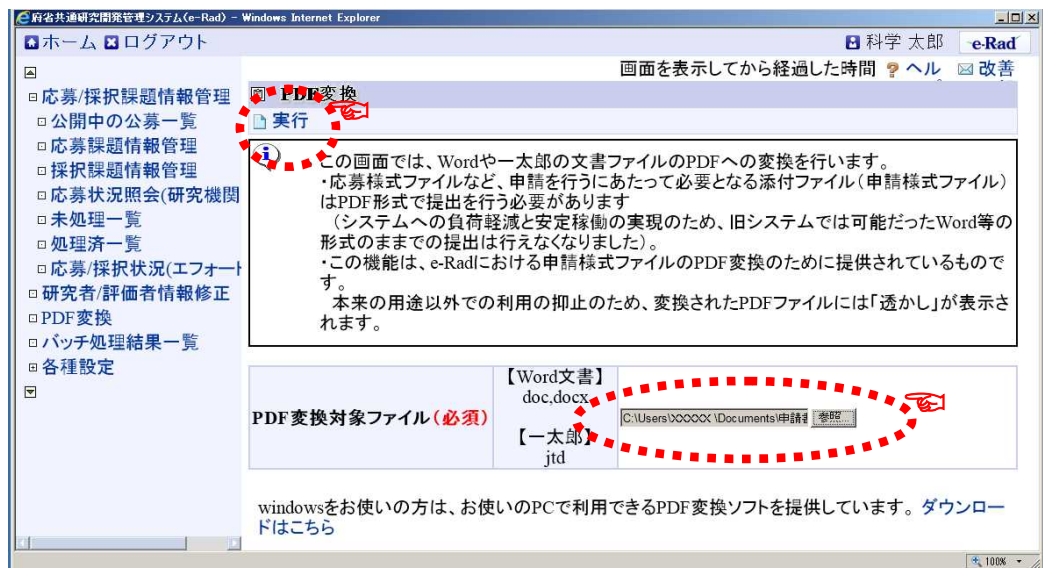 府省共通研究開発管理システム(e-Rad) - Windows Internet Explorer
ホーム ログアウト 科学 太郎 e-Rad
画面を表示してから経過した時間 ヘル 改善
応募/採択課題情報管理
公開中の公募一覧
応募課題情報管理
採択課題情報管理
応募状況照会(研究機関
未処理一覧
処理済一覧
応募/採択状況(エフォート
研究者/評価者情報修正
PDF変換
バッチ処理結果一覧
各種設定
PDF変換
実行
この画面では、Wordや一太郎の文書ファイルのPDFへの変換を行います。
・応募様式ファイルなど、申請を行うにあたって必要となる添付ファイル(申請様式ファイル)
はPDF形式で提出を行う必要があります
(システムへの負荷軽減と安定稼働の実現のため、旧システムでは可能だったWord等の
形式のままでの提出は行えなくなりました)。
・この機能は、e-Radにおける申請様式ファイルのPDF変換のために提供されているもので
す。
本来の用途以外での利用の抑止のため、変換されたPDFファイルには「透かし」が表示さ
れます。
PDF変換対象ファイル(必須)
【Word文書】
doc,docx
【一太郎】
jtd
C:\Users\XXXXX \Documents\申請書 参照...
windowsをお使いの方は、お使いのPCで利用できるPDF変換ソフトを提供しています。ダウンロー
ドはこちら
100%